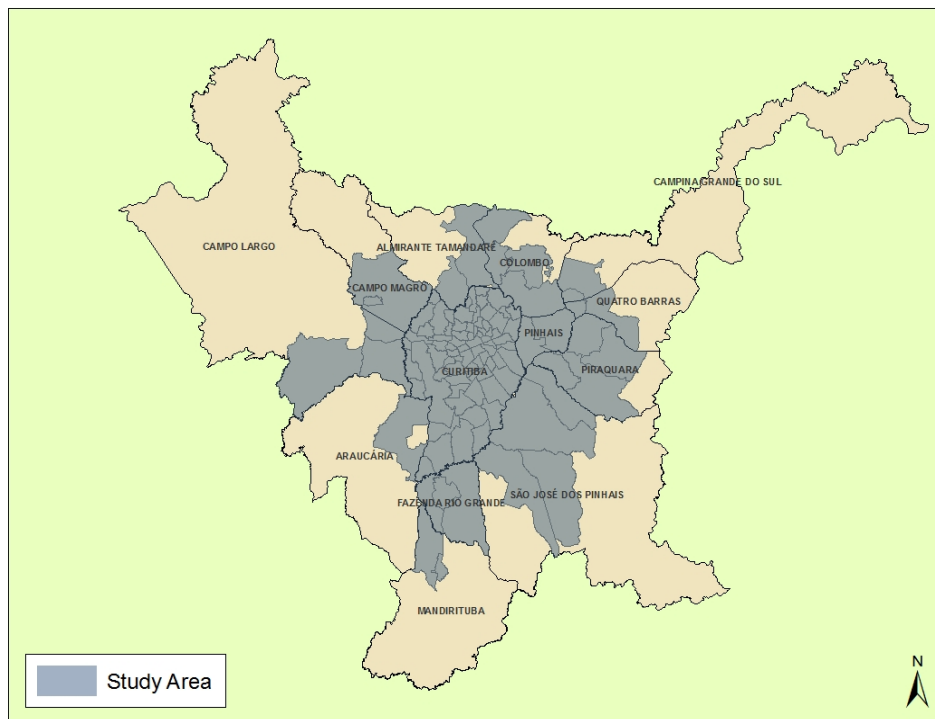 CAMPINA GRANDE DO SUL
CAMPO LARGO
ALMIRANTE TAMANDARÉ
COLOMBO
CAMPO MAGRO
QUATRO BARRAS
PINHAIS
CURITIBA
PIRAQUARA
ARAUCÁRIA
SÃO JOSÉ DOS PINHAIS
FAZENDA RIO GRANDE
MANDIRITUBA
Study Area
N